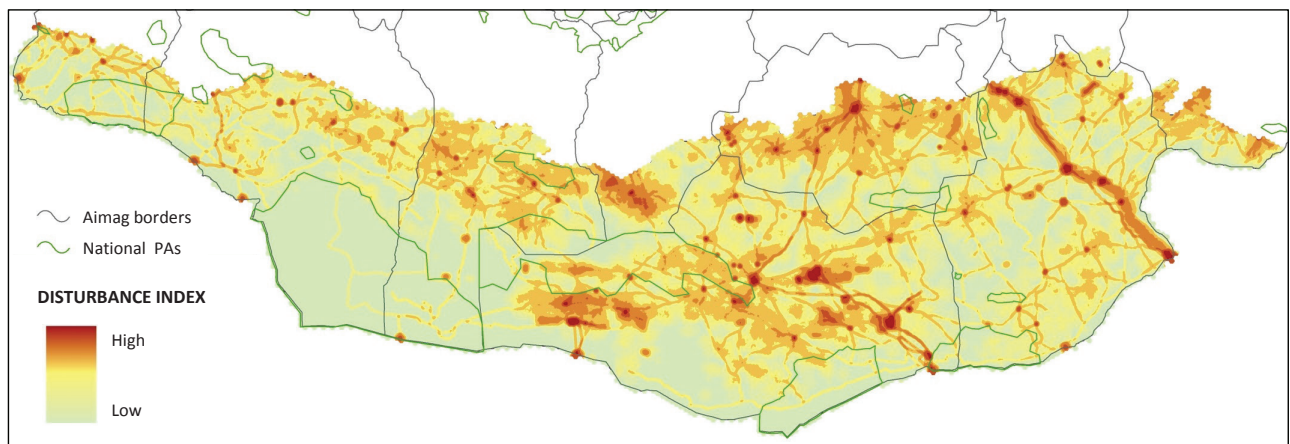 Aimag borders
National PAs
DISTURBANCE INDEX
High
Low